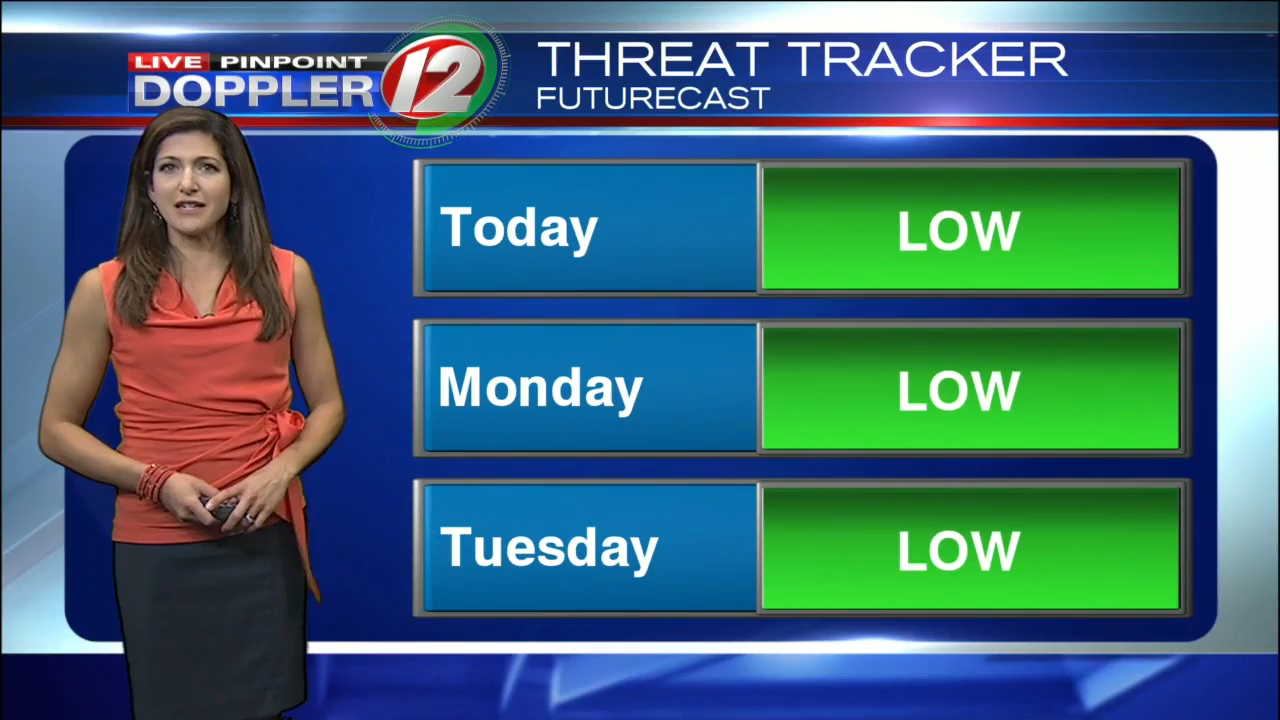 LIVE PINPOINT
DOPPLER 12
THREAT TRACKER
FUTURECAST
Today LOW
Monday LOW
Tuesday LOW